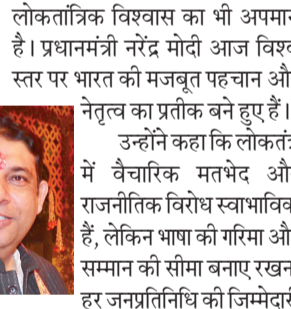 लोकतांत्रिक विश्वास का भी अपमान
है। प्रधानमंत्री नरेंद्र मोदी आज विश्व
स्तर पर भारत की मजबूत पहचान औ
नेतृत्व का प्रतीक बने हुए हैं।
उन्होंने कहा कि लोकतंत्र
में वैचारिक मतभेद औ
राजनीतिक विरोध स्वाभाविक
हैं, लेकिन भाषा की गरिमा औ
सम्मान की सीमा बनाए रखन
हर जनप्रतिनिधि की जिम्मेदारी